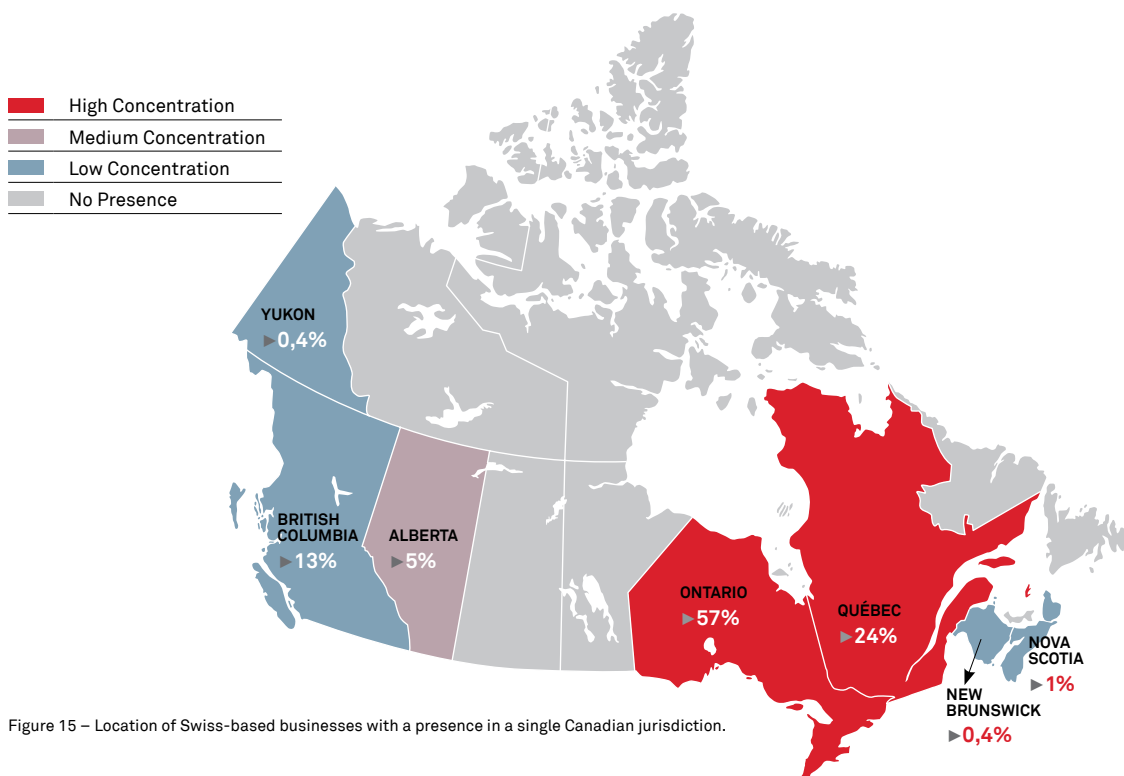 High Concentration
Medium Concentration
Low Concentration
No Presence
YUKON
▶0,4%
BRITISH
COLUMBIA
▶13%
ALBERTA
▶5%
ONTARIO
▶57%
QUÉBEC
▶24%
NOVA
SCOTIA
▶1%
NEW
BRUNSWICK
▶0,4%
Figure 15 – Location of Swiss-based businesses with a presence in a single Canadian jurisdiction.